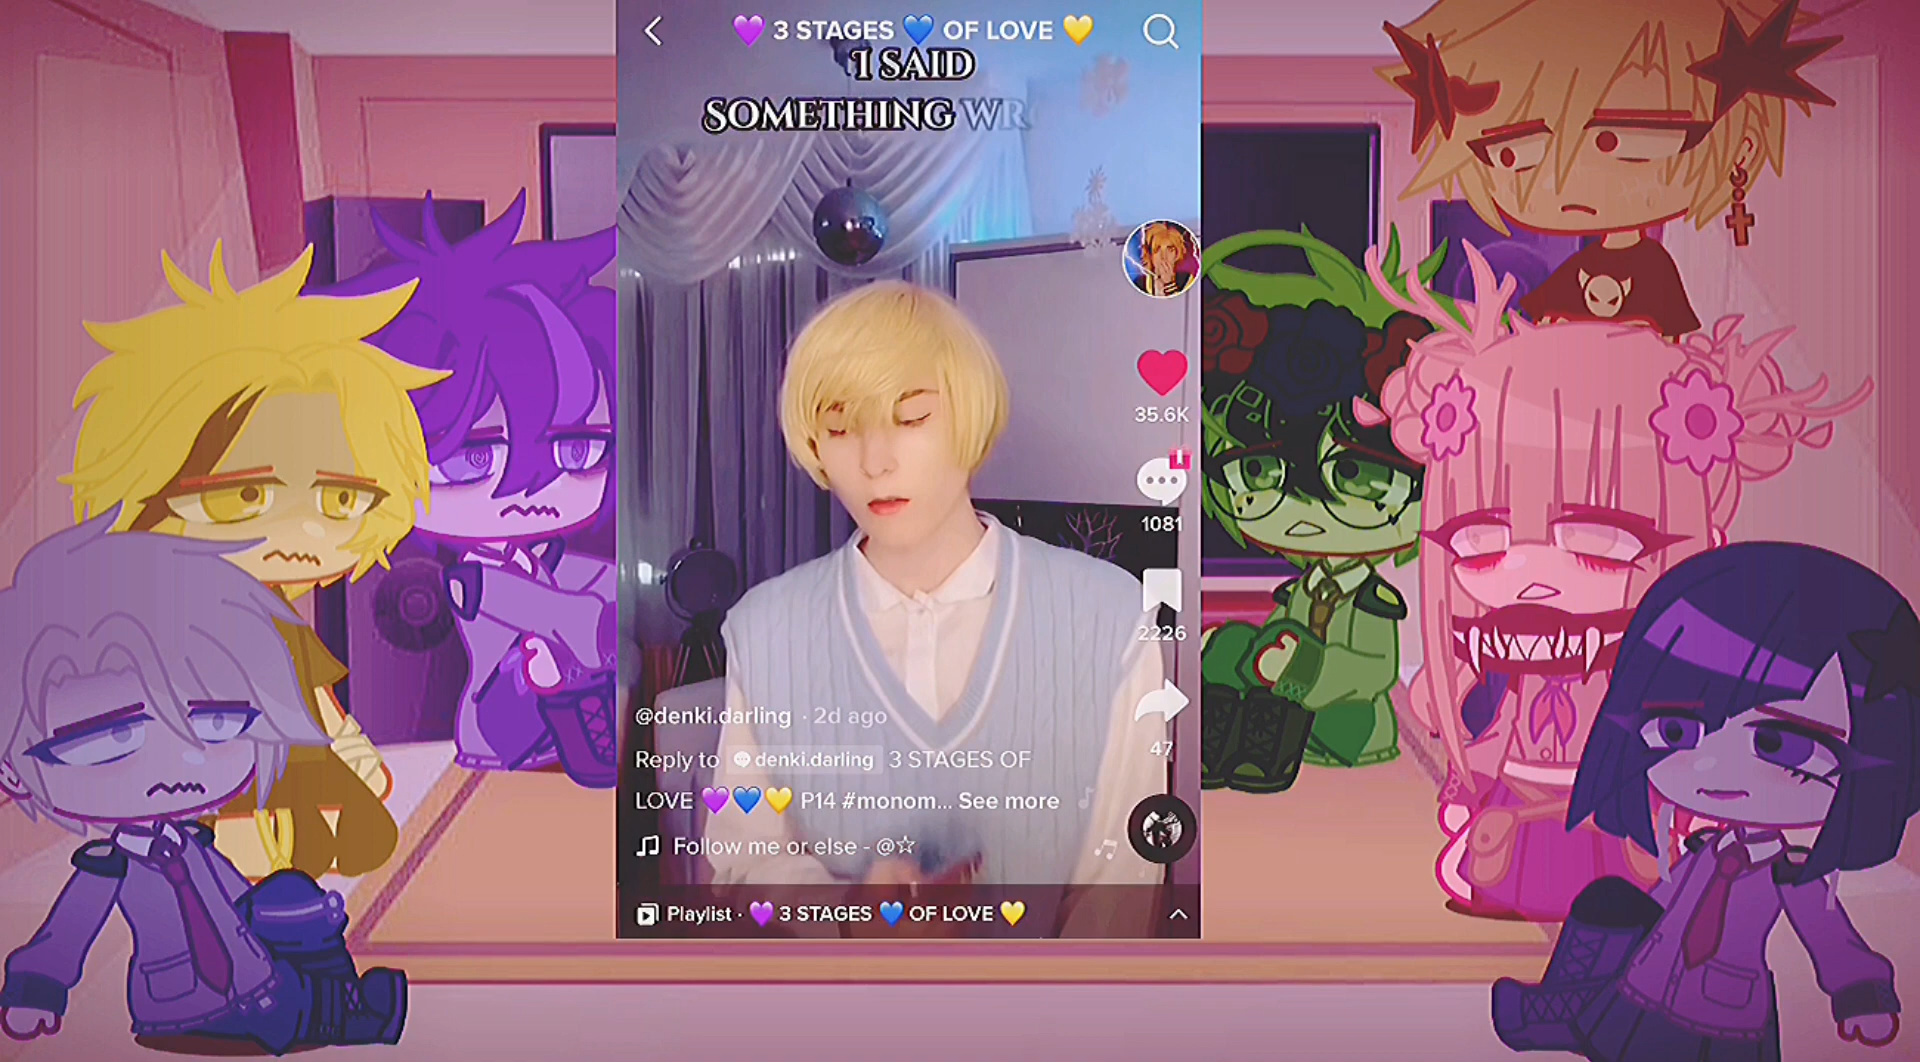 💜 3 STAGES 💙 OF LOVE 💛
I SAID
SOMETHING WR
35.6K
1081
2226
47
@denki.darling · 2d ago
Reply to denki.darling 3 STAGES OF
LOVE 💜💙💛 P14 #monom... See more
Follow me or else - @☆
Playlist · 💜 3 STAGES 💙 OF LOVE 💛